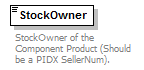 StockOwner
StockOwner of the
Component Product (Should
be a PIDX SellerNum).